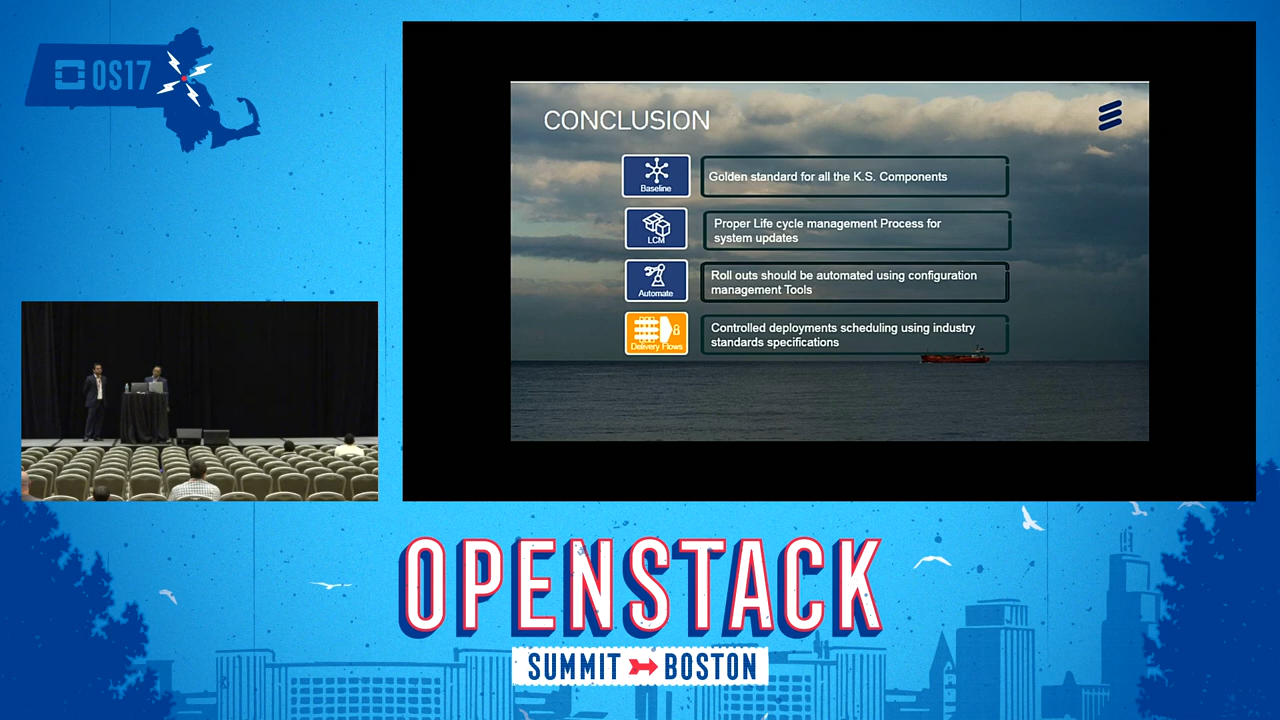 OS17
CONCLUSION
Baseline
Golden standard for all the K.S. Components
LCM
Proper Life cycle management Process for
system updates
Automate
Roll outs should be automated using configuration
management Tools
Delivery Flows
Controlled deployments scheduling using industry
standards specifications
OPENSTACK
SUMMIT BOSTON